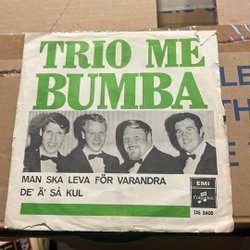 TRIO ME'
BUMBA
MAN SKA LEVA FÖR VARANDRA
DE' Ä' SÅ KUL
EMI
COLUMBIA
DS 2405